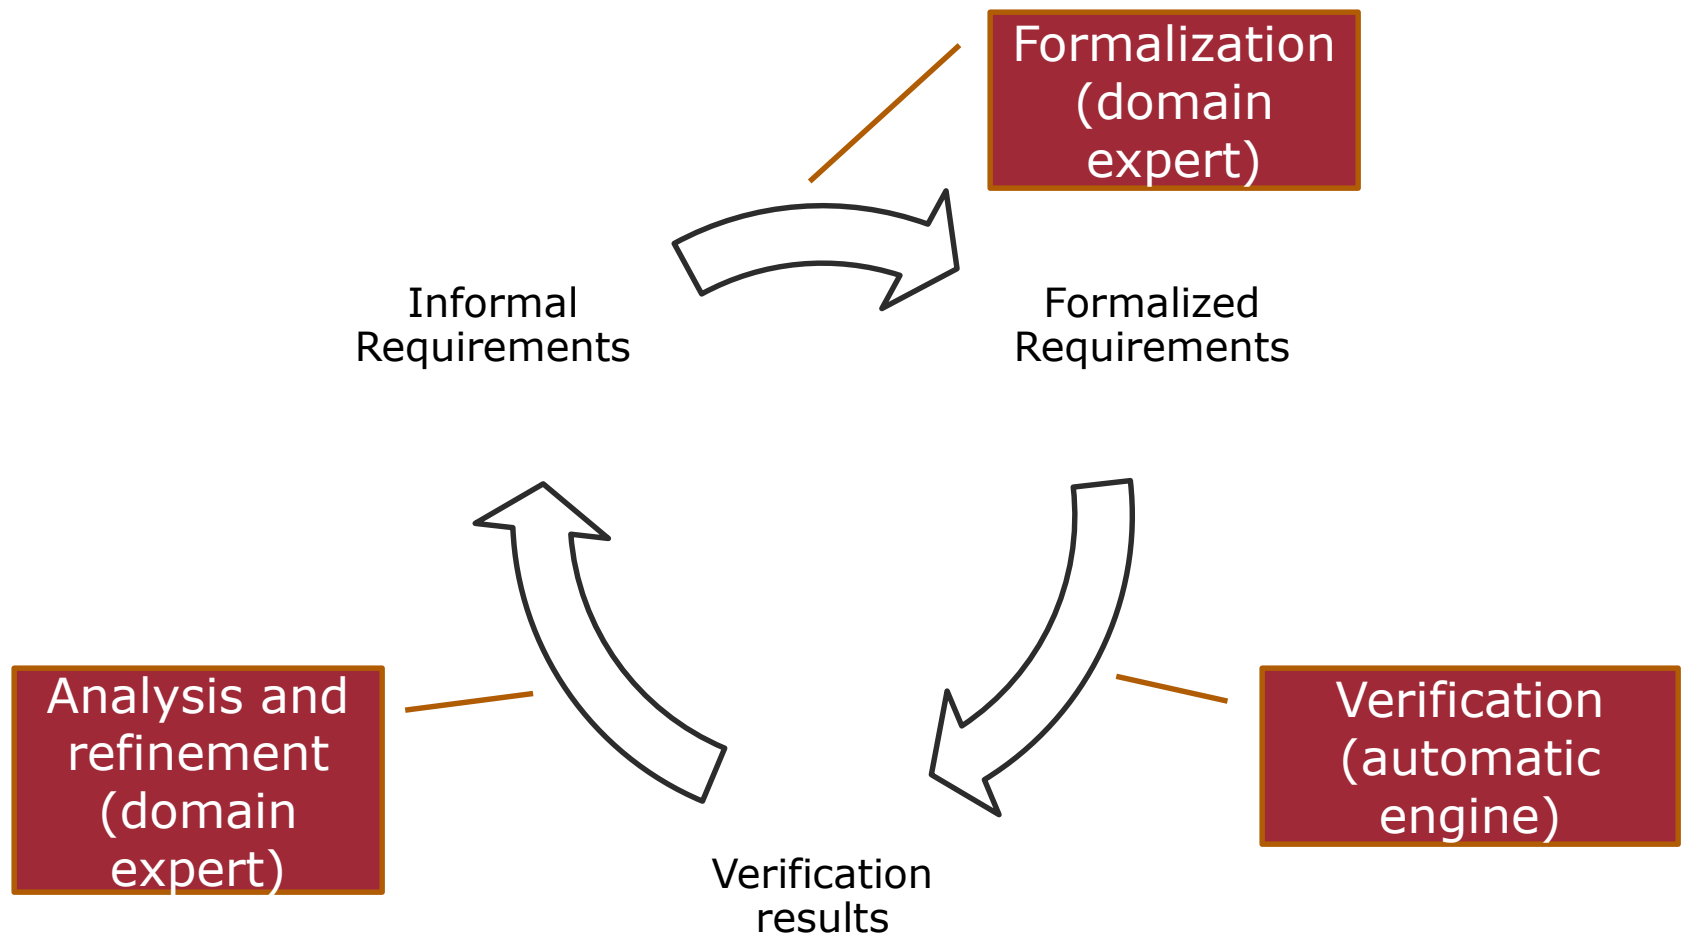 Formalization
(domain
expert)
Informal
Requirements
Formalized
Requirements
Analysis and
refinement
(domain
expert)
Verification
(automatic
engine)
Verification
results